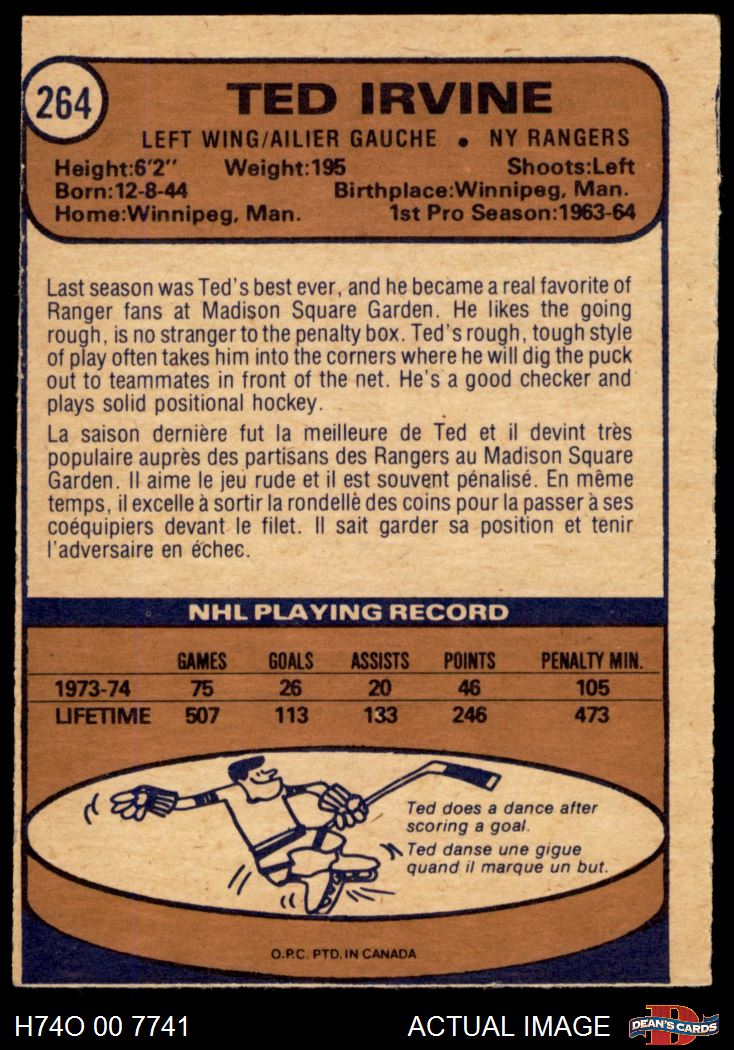 264
TED IRVINE
LEFT WING/AILIER GAUCHE • NY RANGERS
Height:6'2" Weight:195 Shoots:Left
Born:12-8-44 Birthplace:Winnipeg, Man.
Home:Winnipeg, Man. 1st Pro Season:1963-64
Last season was Ted's best ever, and he became a real favorite of
Ranger fans at Madison Square Garden. He likes the going
rough, is no stranger to the penalty box. Ted's rough, tough style
of play often takes him into the corners where he will dig the puck
out to teammates in front of the net. He's a good checker and
plays solid positional hockey.
La saison dernière fut la meilleure de Ted et il devint très
populaire auprès des partisans des Rangers au Madison Square
Garden. Il aime le jeu rude et il est souvent pénalisé. En même
temps, il excelle à sortir la rondellè des coins pour la passer à ses
coéquipiers devant le filet. Il sait garder sa position et tenir
l'adversaire en échec.
NHL PLAYING RECORD
GAMES GOALS ASSISTS POINTS PENALTY MIN.
1973-74 75 26 20 46 105
LIFETIME 507 113 133 246 473
Ted does a dance after
scoring a goal.
Ted danse une gigue
quand il marque un but.
O.P.C. PTD. IN CANADA
H74O 00 7741 ACTUAL IMAGE DEAN'S CARDS